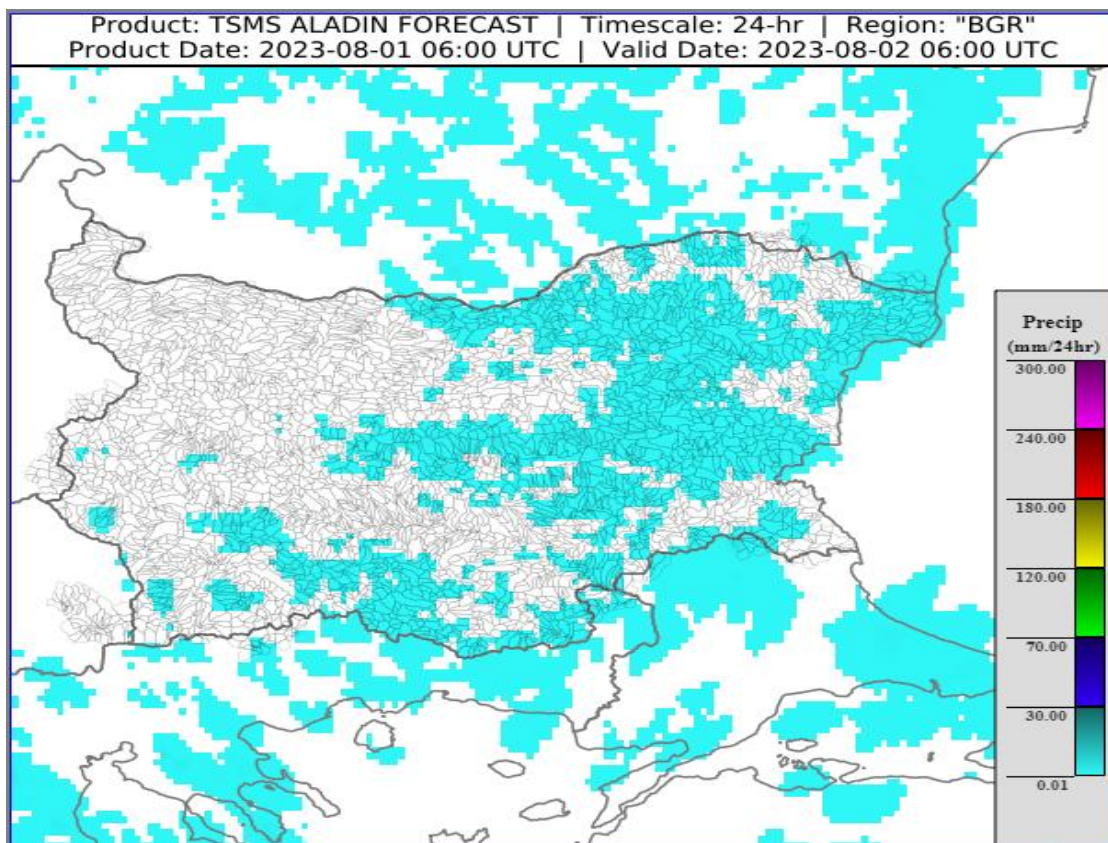 Product: TSMS ALADIN FORECAST | Timescale: 24-hr | Region: "BGR"
Product Date: 2023-08-01 06:00 UTC | Valid Date: 2023-08-02 06:00 UTC
Precip
(mm/24hr)
300.00
240.00
180.00
120.00
70.00
30.00
0.01